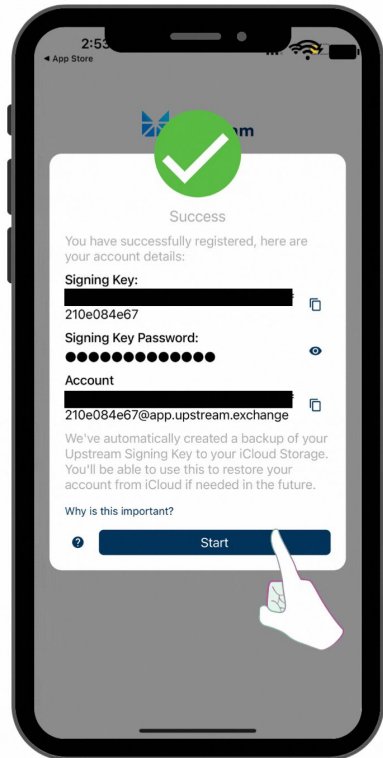 2:53
◄ App Store
Success
You have successfully registered, here are
your account details:
Signing Key:
210e084e67
Signing Key Password:
●●●●●●●●●●●●●
Account
210e084e67@app.upstream.exchange
We've automatically created a backup of your
Upstream Signing Key to your iCloud Storage.
You'll be able to use this to restore your
account from iCloud if needed in the future.
Why is this important?
? Start